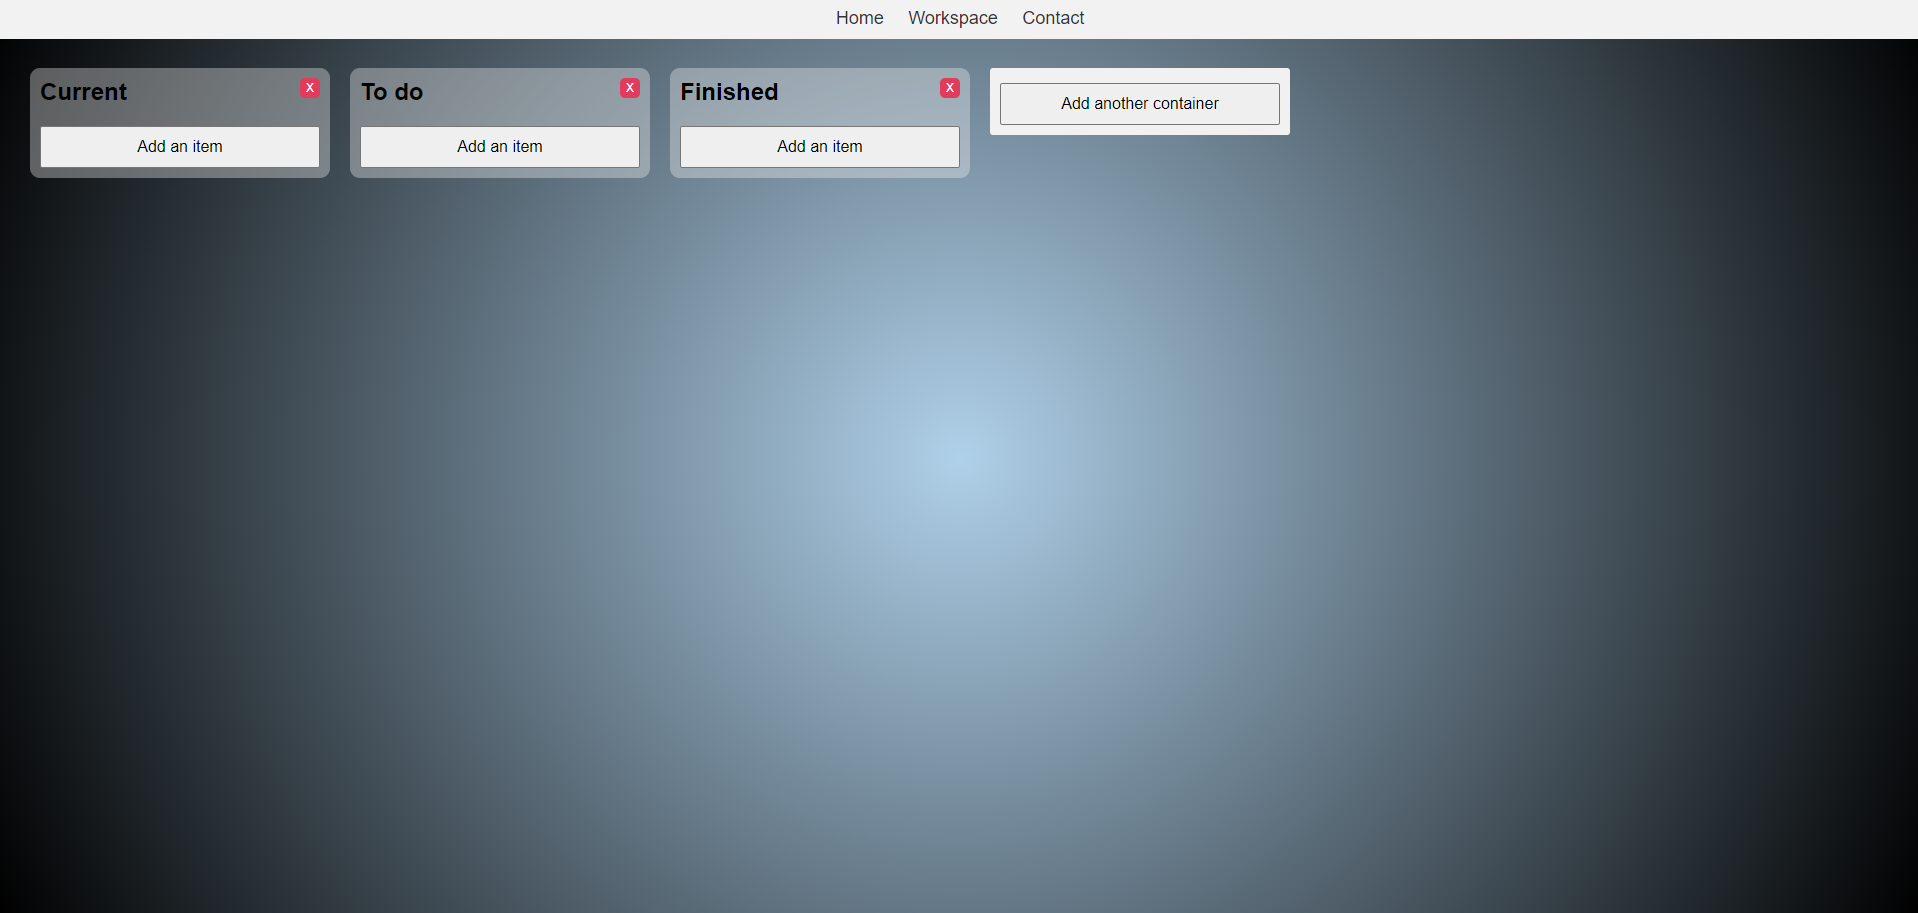 Home Workspace Contact
Current X
Add an item
To do X
Add an item
Finished X
Add an item
Add another container